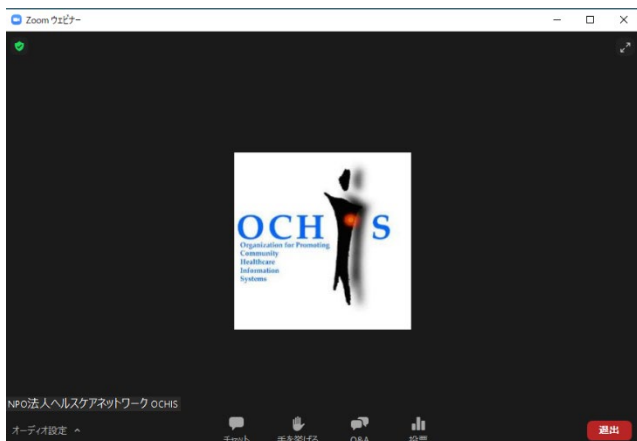 Zoom ウェビナー
OCH S
Organization for Promoting
Community
Healthcare
Information
Systems
NPO法人ヘルスケアネットワーク OCHIS
オーディオ設定
チャット
手を挙げる
Q&A
投票
退出